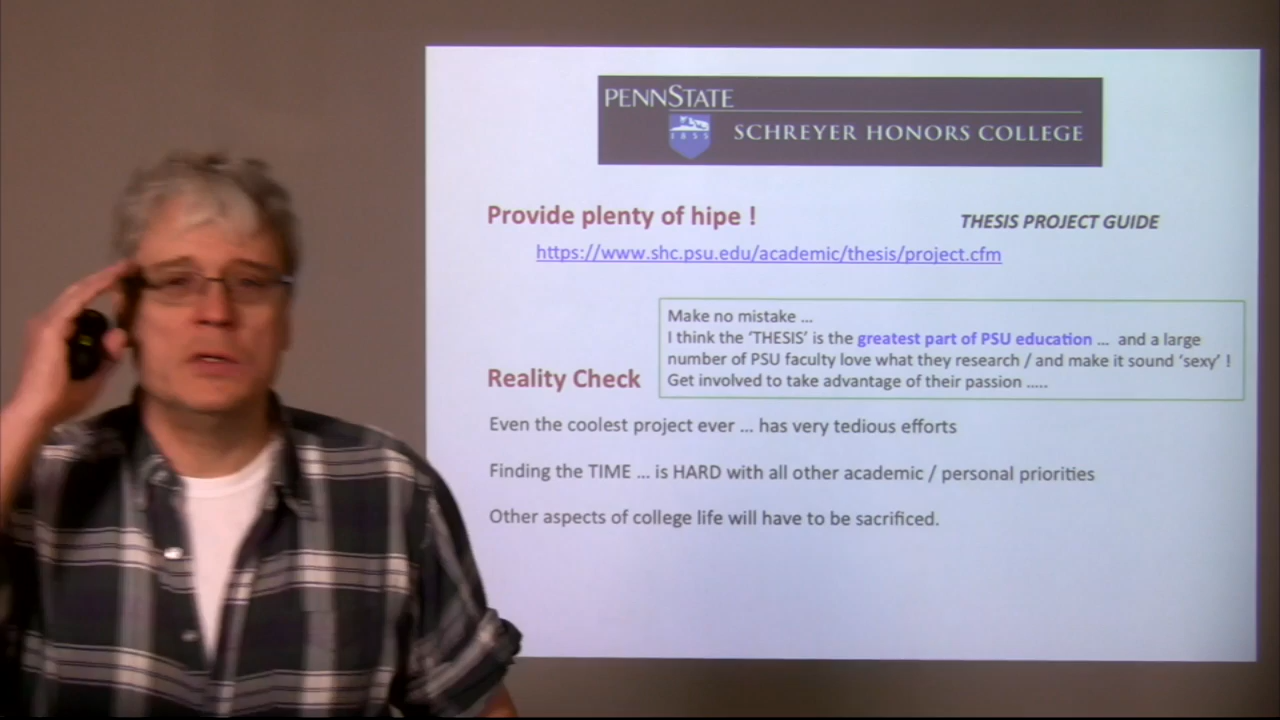 PENNSTATE
1855
SCHREYER HONORS COLLEGE
Provide plenty of hipe !
THESIS PROJECT GUIDE
https://www.shc.psu.edu/academic/thesis/project.cfm
Make no mistake ...
I think the 'THESIS' is the greatest part of PSU education ... and a large
number of PSU faculty love what they research / and make it sound 'sexy' !
Get involved to take advantage of their passion .....
Reality Check
Even the coolest project ever ... has very tedious efforts
Finding the TIME ... is HARD with all other academic / personal priorities
Other aspects of college life will have to be sacrificed.